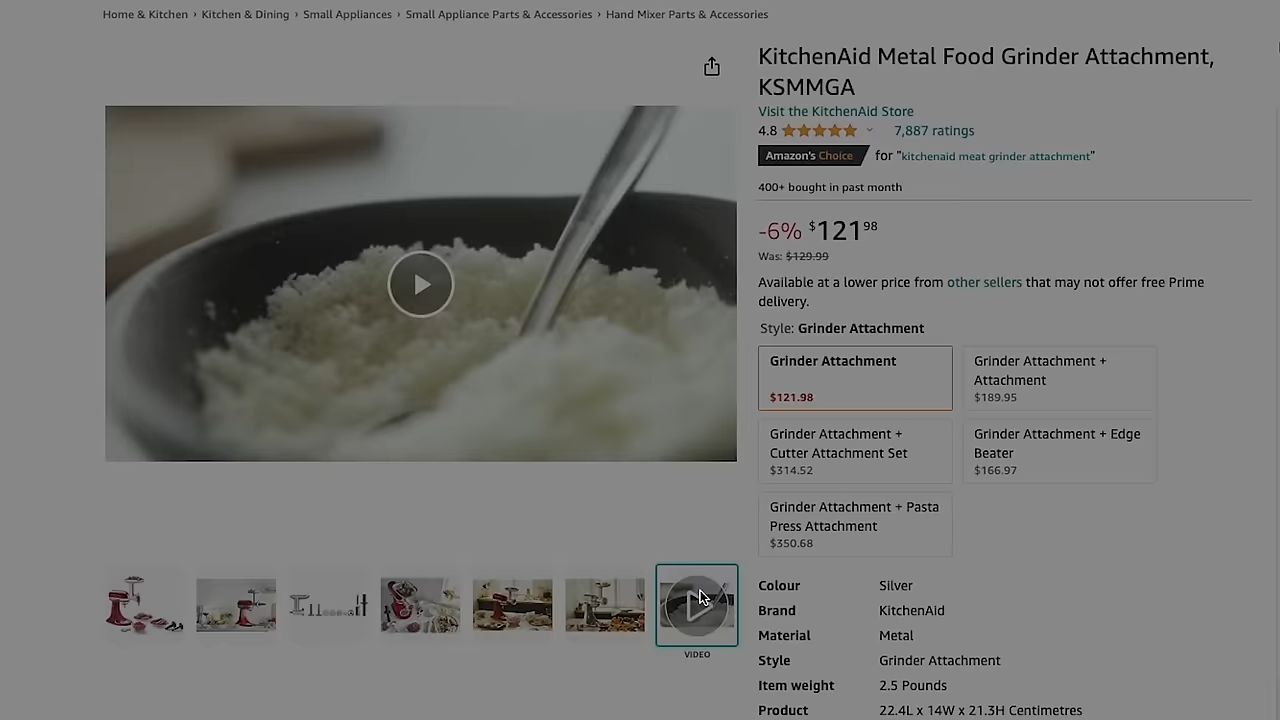 Home & Kitchen › Kitchen & Dining › Small Appliances › Small Appliance Parts & Accessories › Hand Mixer Parts & Accessories
KitchenAid Metal Food Grinder Attachment,
KSMMGA
Visit the KitchenAid Store
4.8 7,887 ratings
Amazon's Choice for "kitchenaid meat grinder attachment"
400+ bought in past month
-6% $12198
Was: $129.99
Available at a lower price from other sellers that may not offer free Prime
delivery.
Style: Grinder Attachment
Grinder Attachment
$121.98
Grinder Attachment +
Attachment
$189.95
Grinder Attachment +
Cutter Attachment Set
$314.52
Grinder Attachment + Edge
Beater
$166.97
Grinder Attachment + Pasta
Press Attachment
$350.68
VIDEO
Colour Silver
Brand KitchenAid
Material Metal
Style Grinder Attachment
Item weight 2.5 Pounds
Product 22.4L x 14W x 21.3H Centimetres